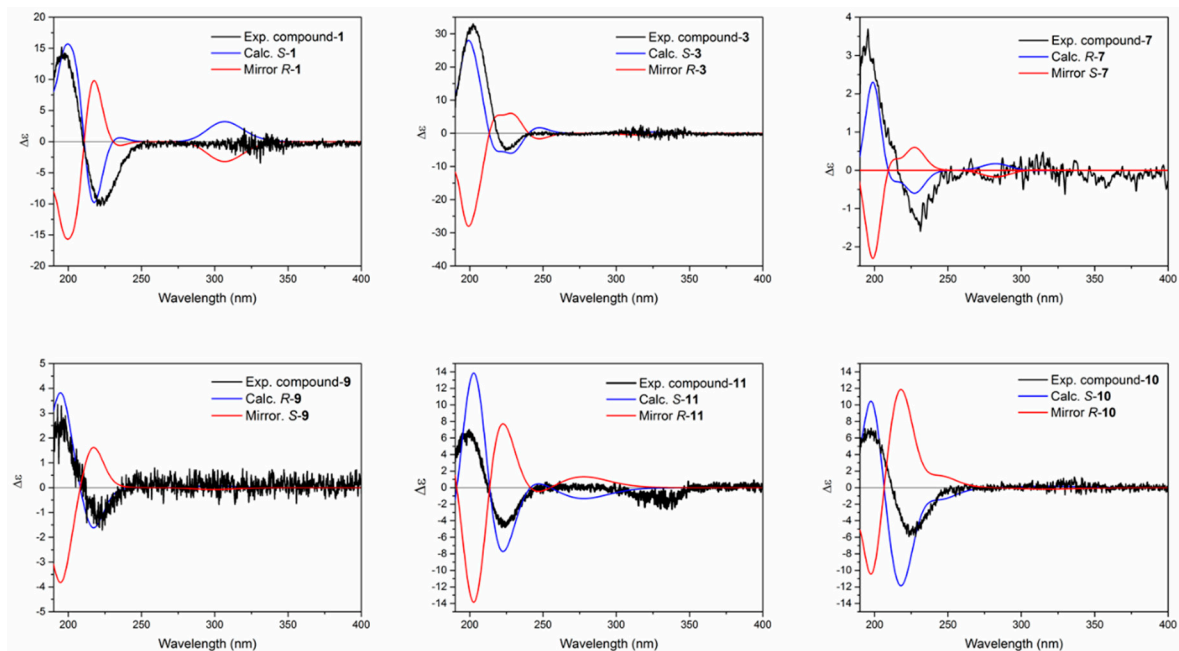 Exp. compound-1
Calc. S-1
Mirror R-1
20
15
10
5
0
-5
-10
-15
-20
Δε
200 250 300 350 400
Wavelength (nm)
Exp. compound-3
Calc. S-3
Mirror R-3
40
30
20
10
0
-10
-20
-30
-40
Δε
200 250 300 350 400
Wavelength (nm)
Exp. compound-7
Calc. R-7
Mirror S-7
4
3
2
1
0
-1
-2
Δε
200 250 300 350 400
Wavelength (nm)
Exp. compound-9
Calc. R-9
Mirror. S-9
5
4
3
2
1
0
-1
-2
-3
-4
-5
Δε
200 250 300 350 400
Wavelength (nm)
Exp. compound-11
Calc. S-11
Mirror R-11
14
12
10
8
6
4
2
0
-2
-4
-6
-8
-10
-12
-14
Δε
200 250 300 350 400
Wavelength (nm)
Exp. compound-10
Calc. S-10
Mirror R-10
14
12
10
8
6
4
2
0
-2
-4
-6
-8
-10
-12
-14
Δε
200 250 300 350 400
Wavelength (nm)